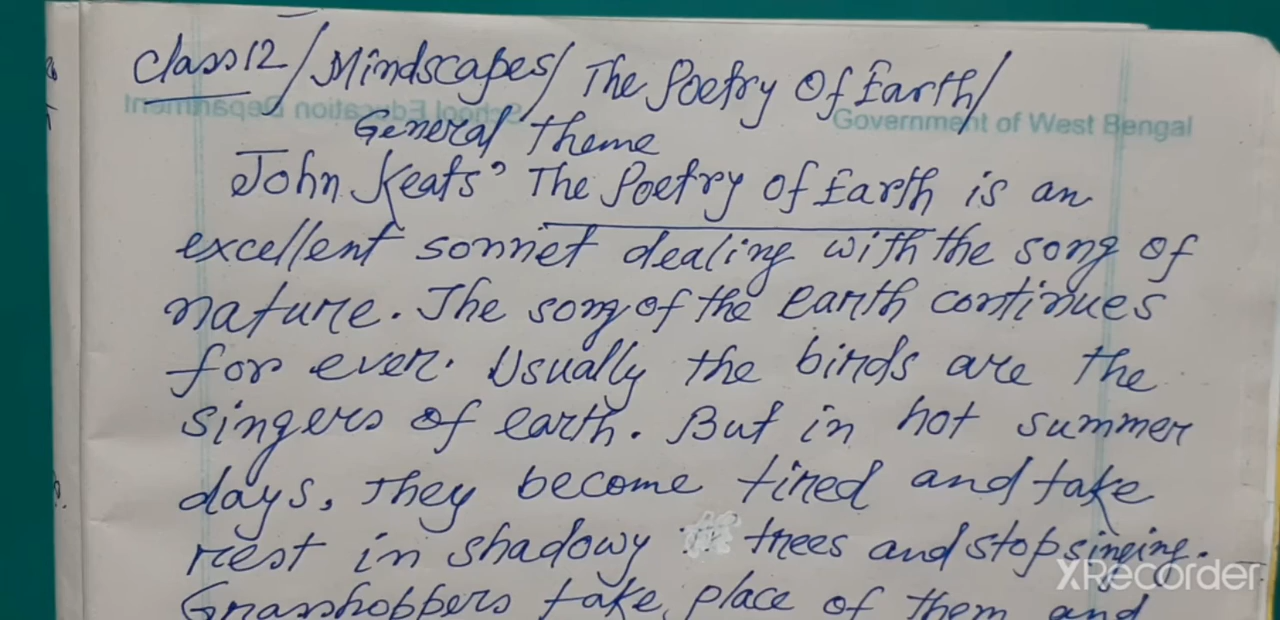 Class 12/Mindscapes/ The Poetry Of Earth/
School Education Department
Government of West Bengal
General Theme
John Keats' The Poetry of Earth is an
excellent sonnet dealing with the song of
nature. The song of the earth continues
for ever. Usually the birds are the
singers of earth. But in hot summer
days, they become tired and take
rest in shadowy trees and stop singing.
Grasshoppers take place of them and
XRecorder